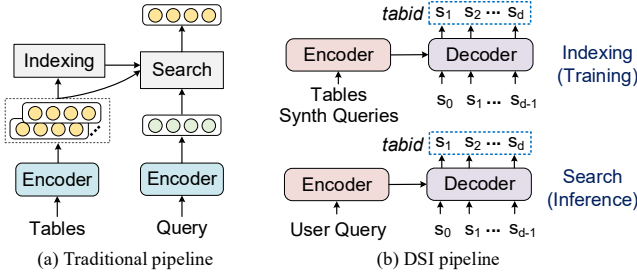 Indexing
Search
Encoder
Encoder
Tables
Query
(a) Traditional pipeline
tabid
s1 s2 ... sd
Encoder
Decoder
Tables
Synth Queries
s0 s1 ... sd-1
Indexing
(Training)
tabid
s1 s2 ... sd
Encoder
Decoder
User Query
s0 s1 ... sd-1
Search
(Inference)
(b) DSI pipeline